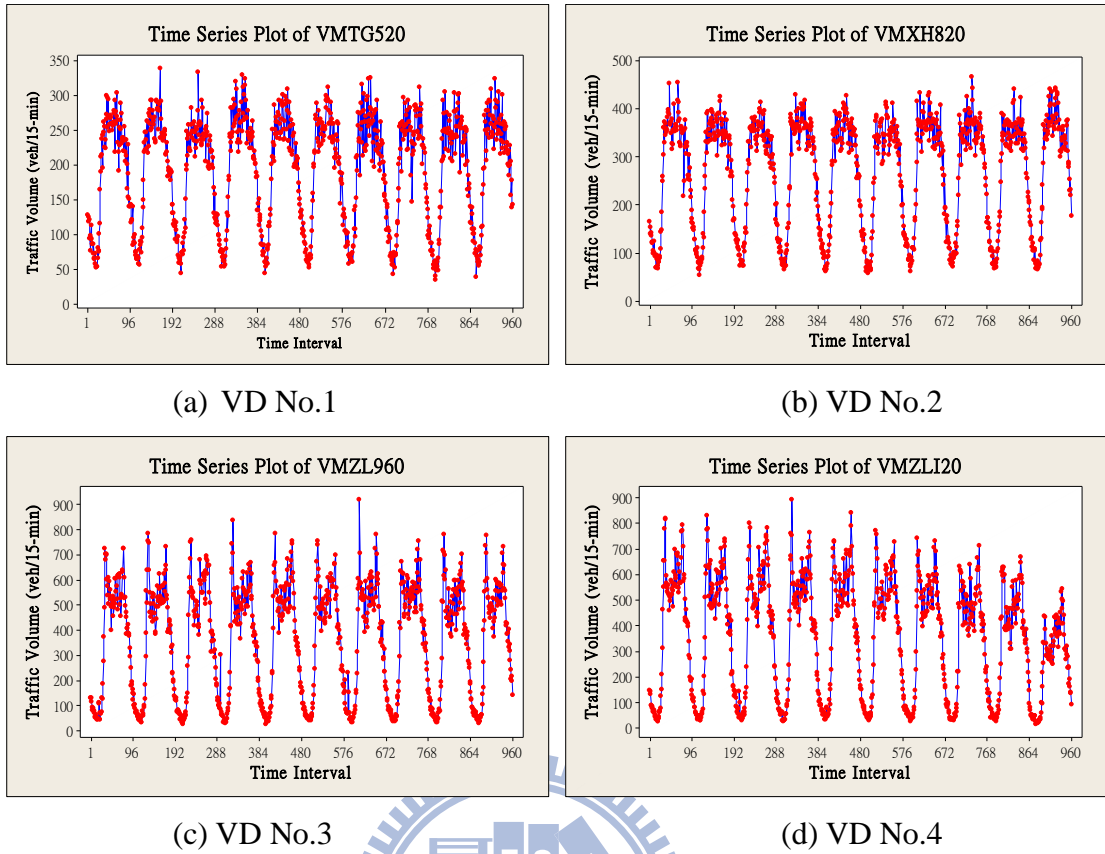 Time Series Plot of VMTG520
350
300
250
200
150
100
50
0
Traffic Volume (veh/15-min)
1 96 192 288 384 480 576 672 768 864 960
Time Interval
(a) VD No.1
Time Series Plot of VMXH820
500
400
300
200
100
0
Traffic Volume (veh/15-min)
1 96 192 288 384 480 576 672 768 864 960
Time Interval
(b) VD No.2
Time Series Plot of VMZL960
900
800
700
600
500
400
300
200
100
0
Traffic Volume (veh/15-min)
1 96 192 288 384 480 576 672 768 864 960
Time Interval
(c) VD No.3
Time Series Plot of VMZLI20
900
800
700
600
500
400
300
200
100
0
Traffic Volume (veh/15-min)
1 96 192 288 384 480 576 672 768 864 960
Time Interval
(d) VD No.4